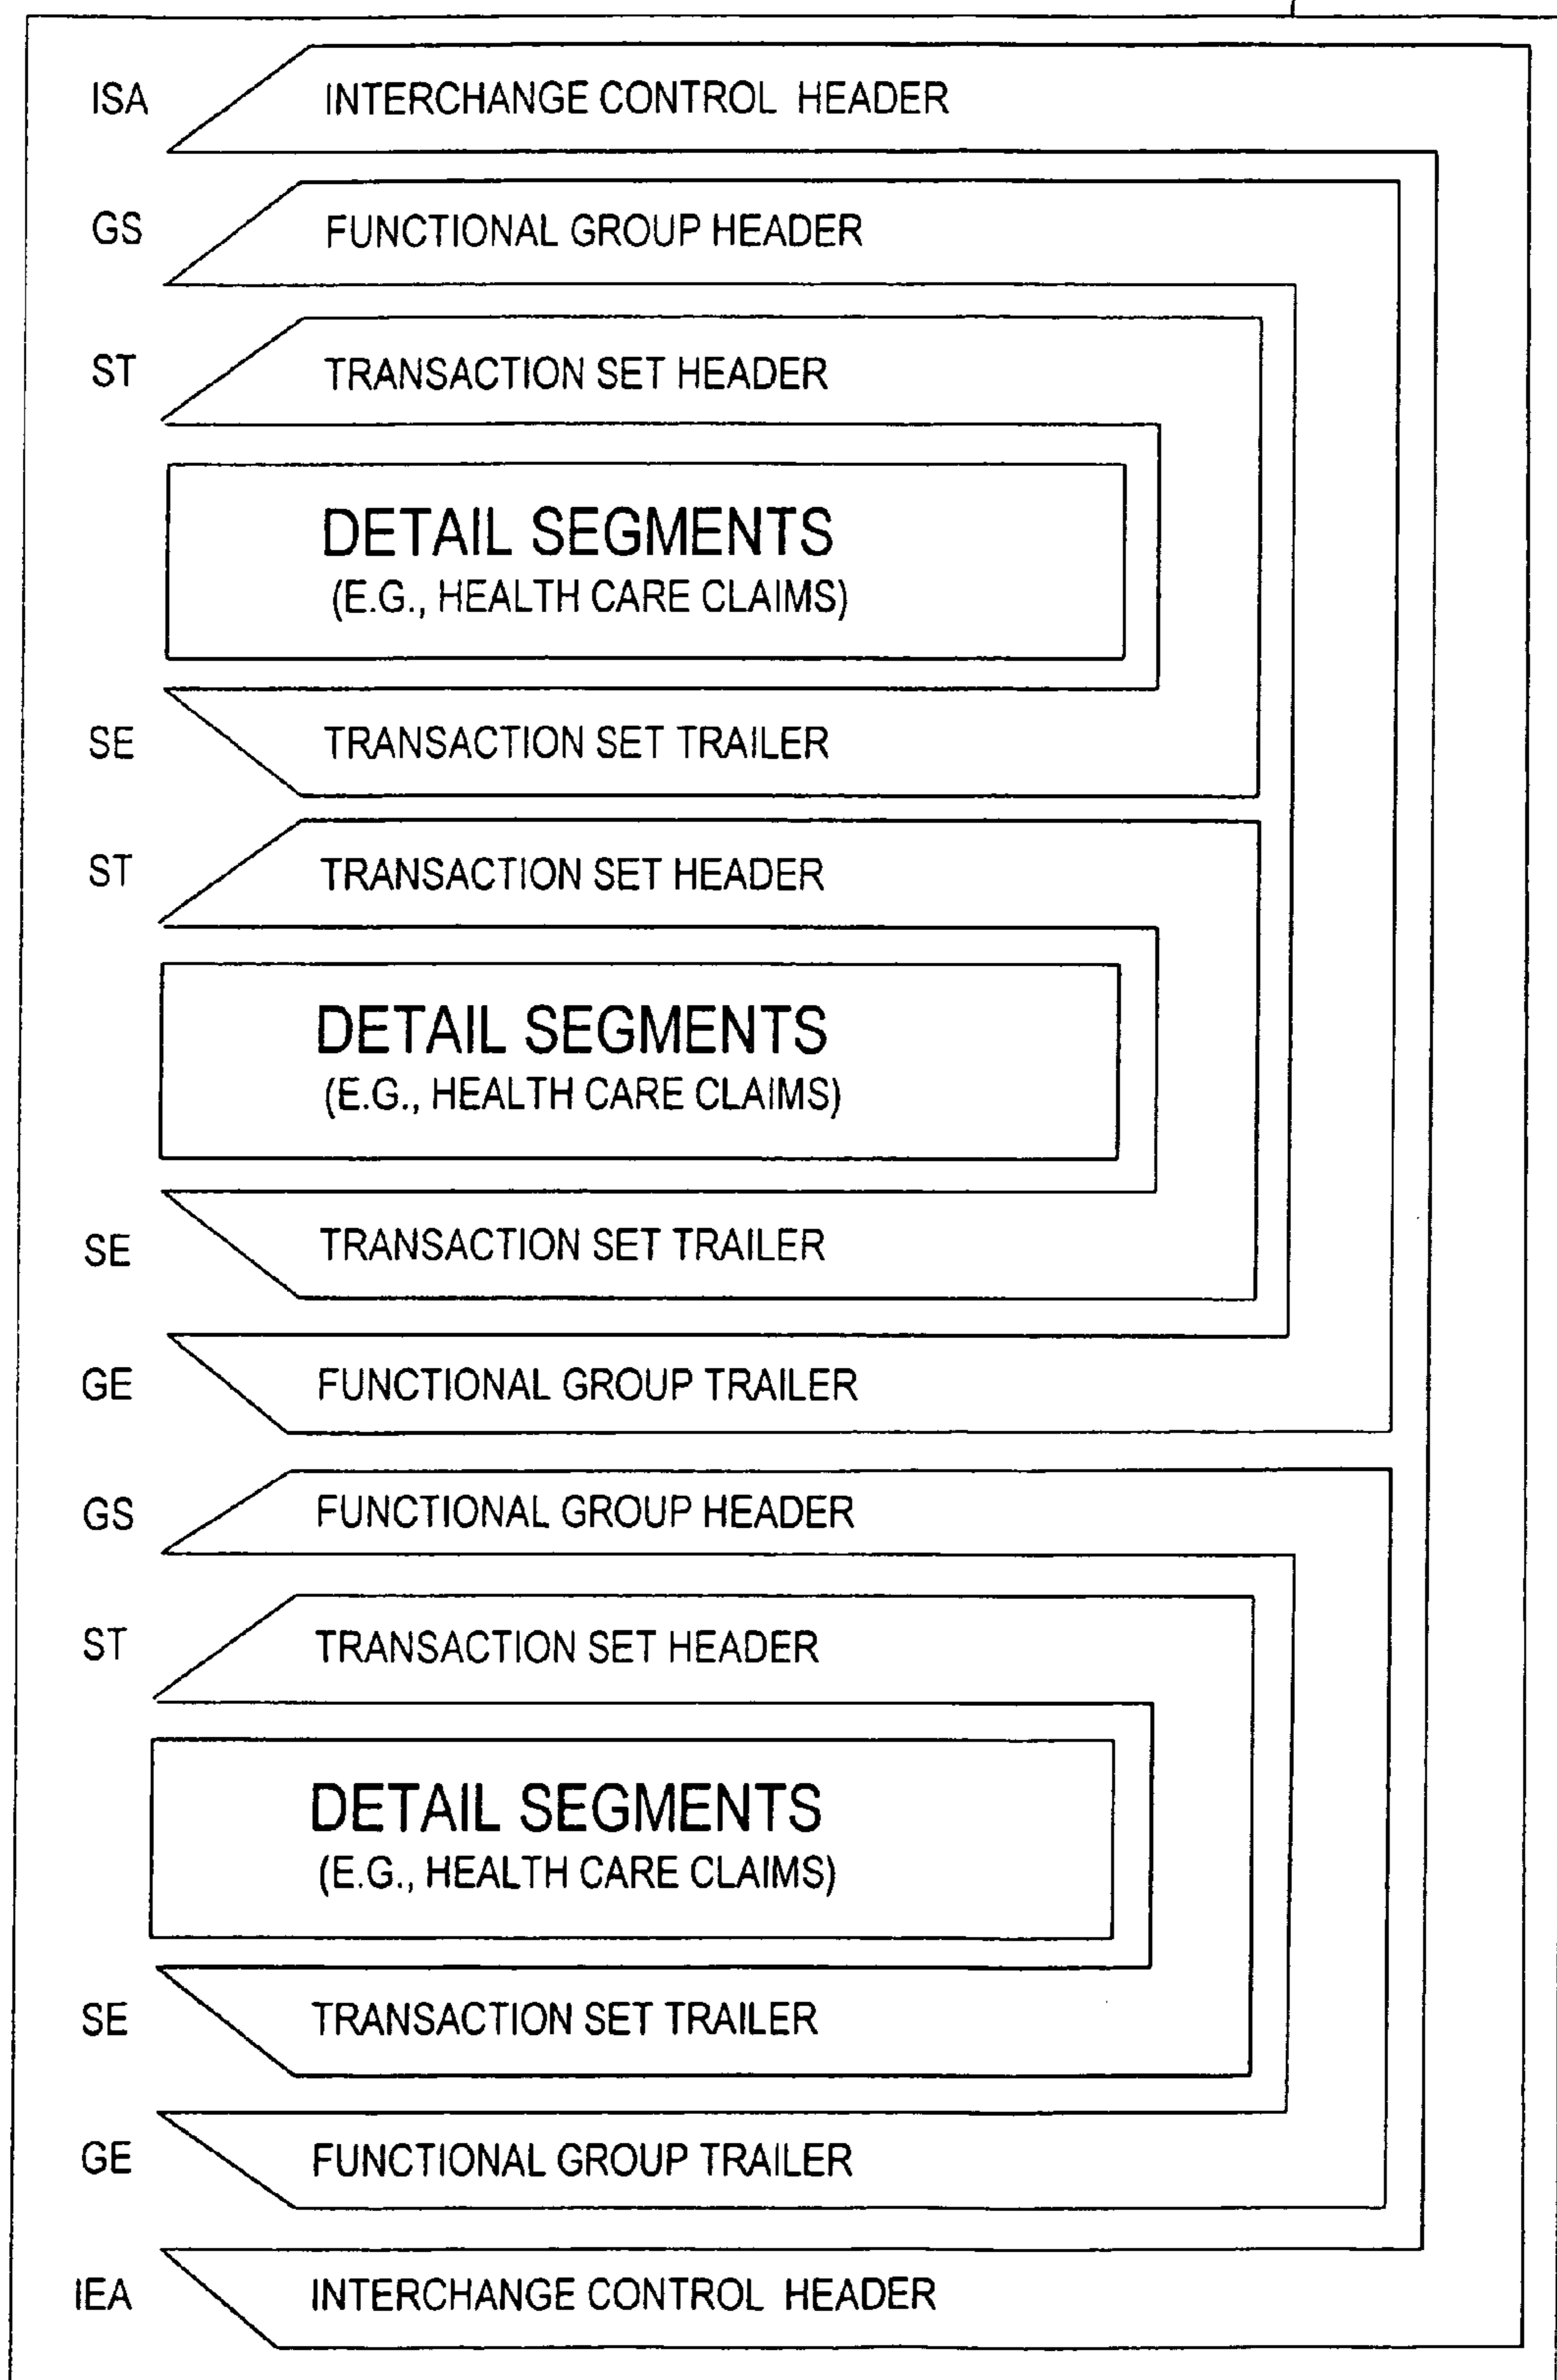 ISA INTERCHANGE CONTROL HEADER
GS FUNCTIONAL GROUP HEADER
ST TRANSACTION SET HEADER
DETAIL SEGMENTS
(E.G., HEALTH CARE CLAIMS)
SE TRANSACTION SET TRAILER
ST TRANSACTION SET HEADER
DETAIL SEGMENTS
(E.G., HEALTH CARE CLAIMS)
SE TRANSACTION SET TRAILER
GE FUNCTIONAL GROUP TRAILER
GS FUNCTIONAL GROUP HEADER
ST TRANSACTION SET HEADER
DETAIL SEGMENTS
(E.G., HEALTH CARE CLAIMS)
SE TRANSACTION SET TRAILER
GE FUNCTIONAL GROUP TRAILER
IEA INTERCHANGE CONTROL HEADER